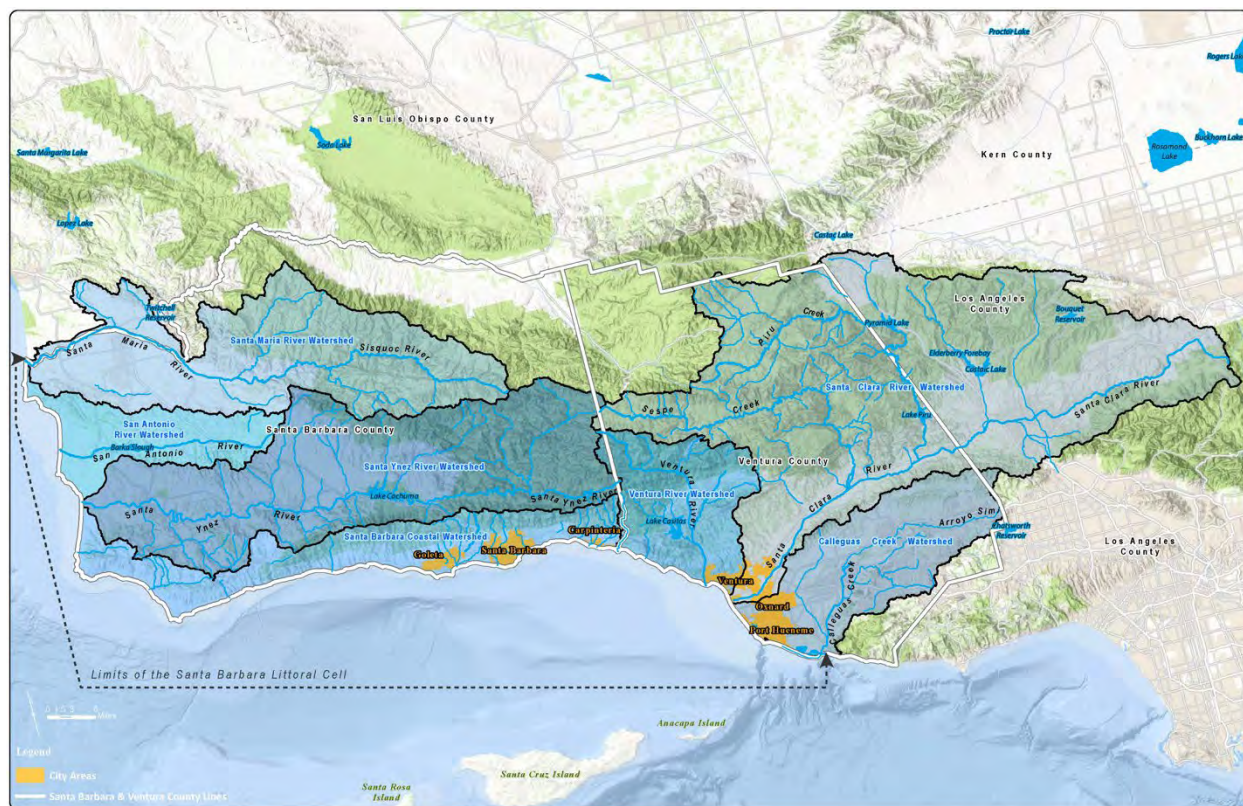 Proctor Lake
Rogers Lake
San Luis Obispo County
Soda Lake
Buckhorn Lake
Rosamond Lake
Santa Margarita Lake
Kern County
Lopez Lake
Castac Lake
Los Angeles County
Twitchell Reservoir
Bouquet Reservoir
Piru Creek
Pyramid Lake
Santa Maria River
Santa Maria River Watershed
Sisquoc River
Elderberry Forebay
Castaic Lake
Santa Clara River Watershed
Santa Clara River
Sespe Creek
Lake Piru
San Antonio River Watershed
Santa Barbara County
Barka Slough
San Antonio River
Santa Ynez River Watershed
Ventura County
Ventura River
Ventura River Watershed
Lake Cachuma
Santa Ynez River
Santa Ynez River
Santa Clara River
Lake Casitas
Arroyo Simi
Chatsworth Reservoir
Santa Barbara Coastal Watershed
Carpinteria
Calleguas Creek Watershed
Los Angeles County
Goleta
Santa Barbara
Ventura
Oxnard
Calleguas Creek
Port Hueneme
Limits of the Santa Barbara Littoral Cell
Miles
Anacapa Island
Legend
City Areas
Santa Cruz Island
Santa Rosa Island
Santa Barbara & Ventura County Lines